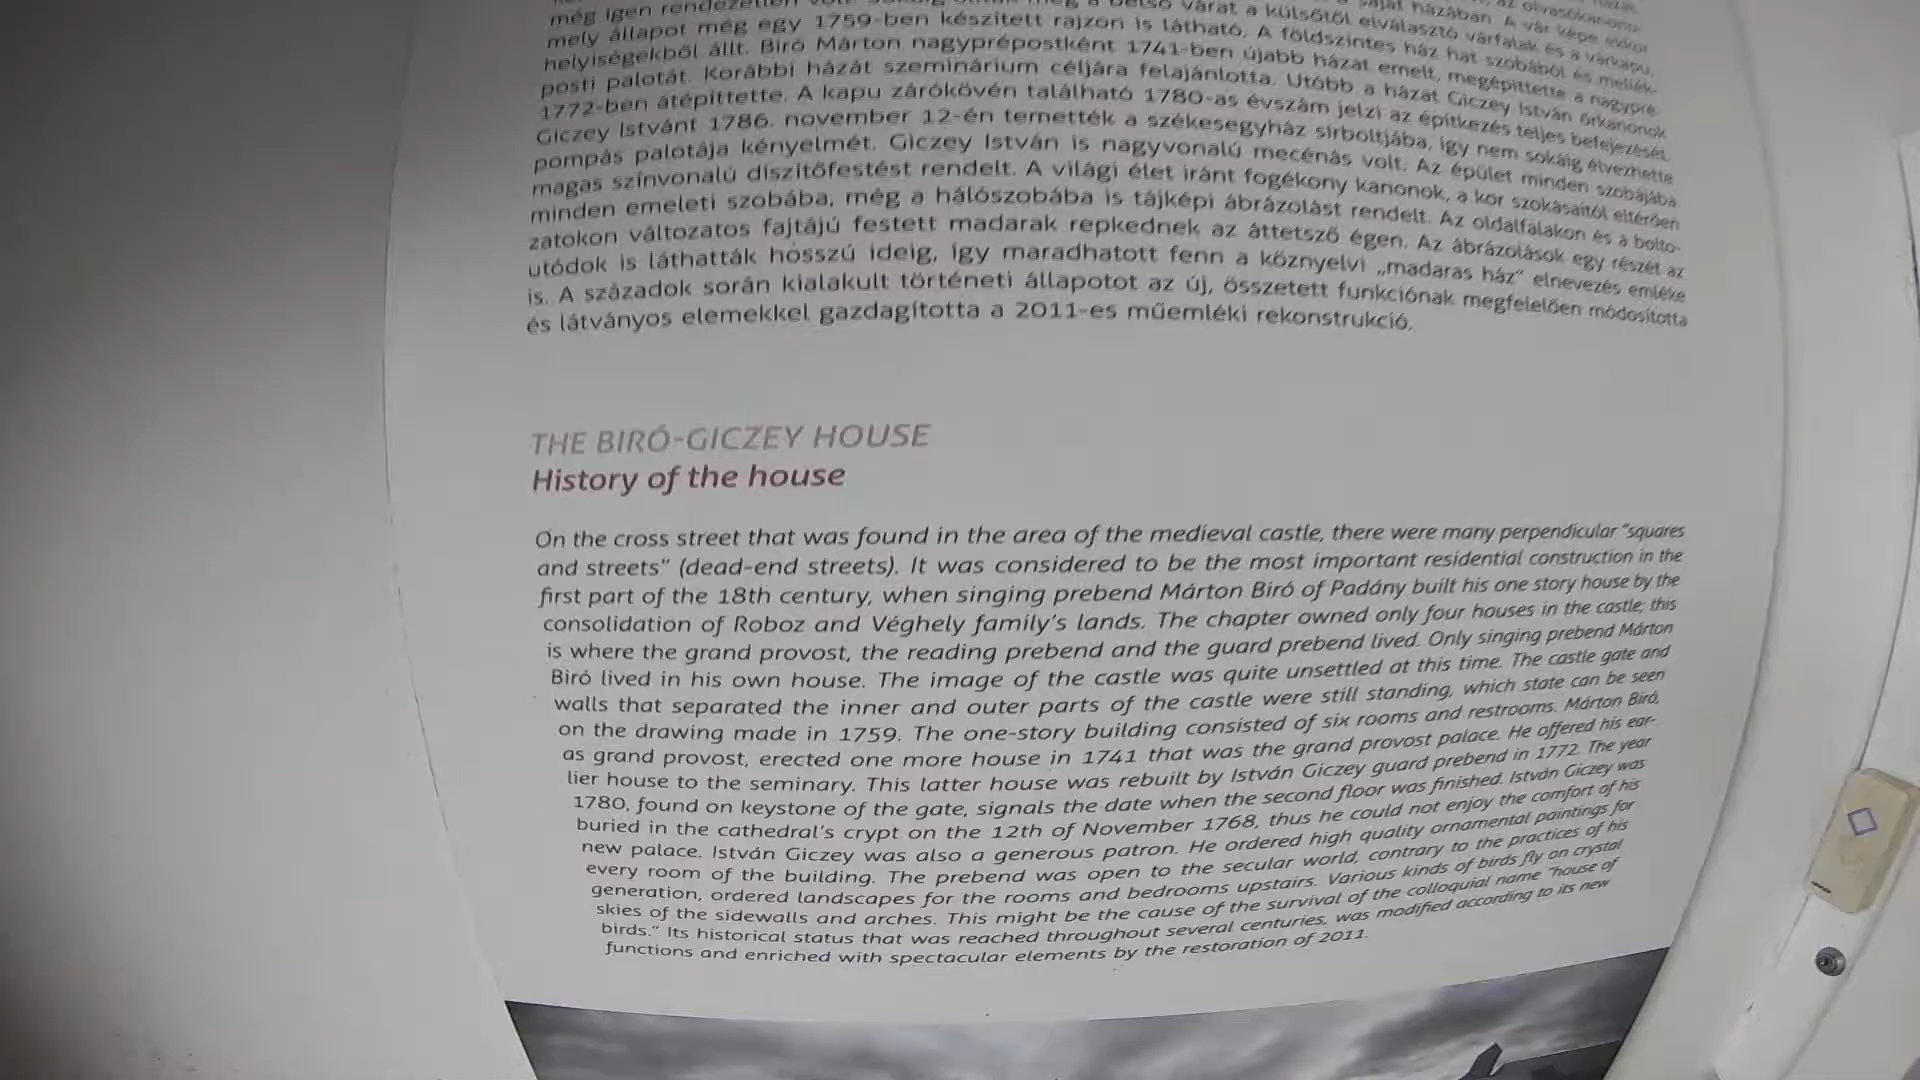 még igen
mely állapot még egy 1759-ben készített rajzon is látható. A földszintes ház hat szobából és mellék-
helyiségekből állt. Biró Márton nagyprépostként 1741-ben újabb házat emelt, megépíttette a nagypré-
posti palotát. Korábbi házát szeminárium céljára felajánlotta. Utóbb a házat Giczey István őrkanonok
1772-ben átépíttette. A kapu zárókövén található 1780-as évszám jelzi az építkezés teljes befejezését.
Giczey Istvánt 1786. november 12-én temették a székesegyház sírboltjába, így nem sokáig élvezhette
pompás palotája kényelmét. Giczey István is nagyvonalú mecénás volt. Az épület minden szobájába
magas színvonalú díszítőfestést rendelt. A világi élet iránt fogékony kanonok, a kor szokásaitól eltérően
minden emeleti szobába, még a hálószobába is tájképi ábrázolást rendelt. Az oldalfalakon és a bolto-
zatokon változatos fajtájú festett madarak repkednek az áttetsző égen. Az ábrázolások egy részét az
utódok is láthatták hosszú ideig, így maradhatott fenn a köznyelvi „madaras ház" elnevezés emléke
is. A századok során kialakult történeti állapotot az új, összetett funkciónak megfelelően módosította
és látványos elemekkel gazdagította a 2011-es műemléki rekonstrukció.
THE BIRÓ-GICZEY HOUSE
History of the house
On the cross street that was found in the area of the medieval castle, there were many perpendicular "squares
and streets" (dead-end streets). It was considered to be the most important residential construction in the
first part of the 18th century, when singing prebend Márton Biró of Padány built his one story house by the
consolidation of Roboz and Véghely family's lands. The chapter owned only four houses in the castle; this
is where the grand provost, the reading prebend and the guard prebend lived. Only singing prebend Márton
Biró lived in his own house. The image of the castle was quite unsettled at this time. The castle gate and
walls that separated the inner and outer parts of the castle were still standing, which state can be seen
on the drawing made in 1759. The one-story building consisted of six rooms and restrooms. Márton Biró,
as grand provost, erected one more house in 1741 that was the grand provost palace. He offered his ear-
lier house to the seminary. This latter house was rebuilt by István Giczey guard prebend in 1772. The year
1780, found on keystone of the gate, signals the date when the second floor was finished. István Giczey was
buried in the cathedral's crypt on the 12th of November 1768, thus he could not enjoy the comfort of his
new palace. István Giczey was also a generous patron. He ordered high quality ornamental paintings for
every room of the building. The prebend was open to the secular world, contrary to the practices of his
generation, ordered landscapes for the rooms and bedrooms upstairs. Various kinds of birds fly on crystal
skies of the sidewalls and arches. This might be the cause of the survival of the colloquial name "house of
birds." Its historical status that was reached throughout several centuries, was modified according to its new
functions and enriched with spectacular elements by the restoration of 2011.